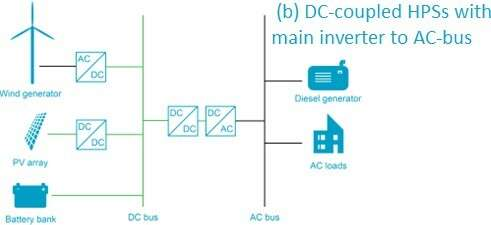 (b) DC-coupled HPSs with
main inverter to AC-bus
AC
DC
Wind generator
DC
DC
DC
AC
Diesel generator
DC
DC
PV array
AC loads
Battery bank
DC bus
AC bus